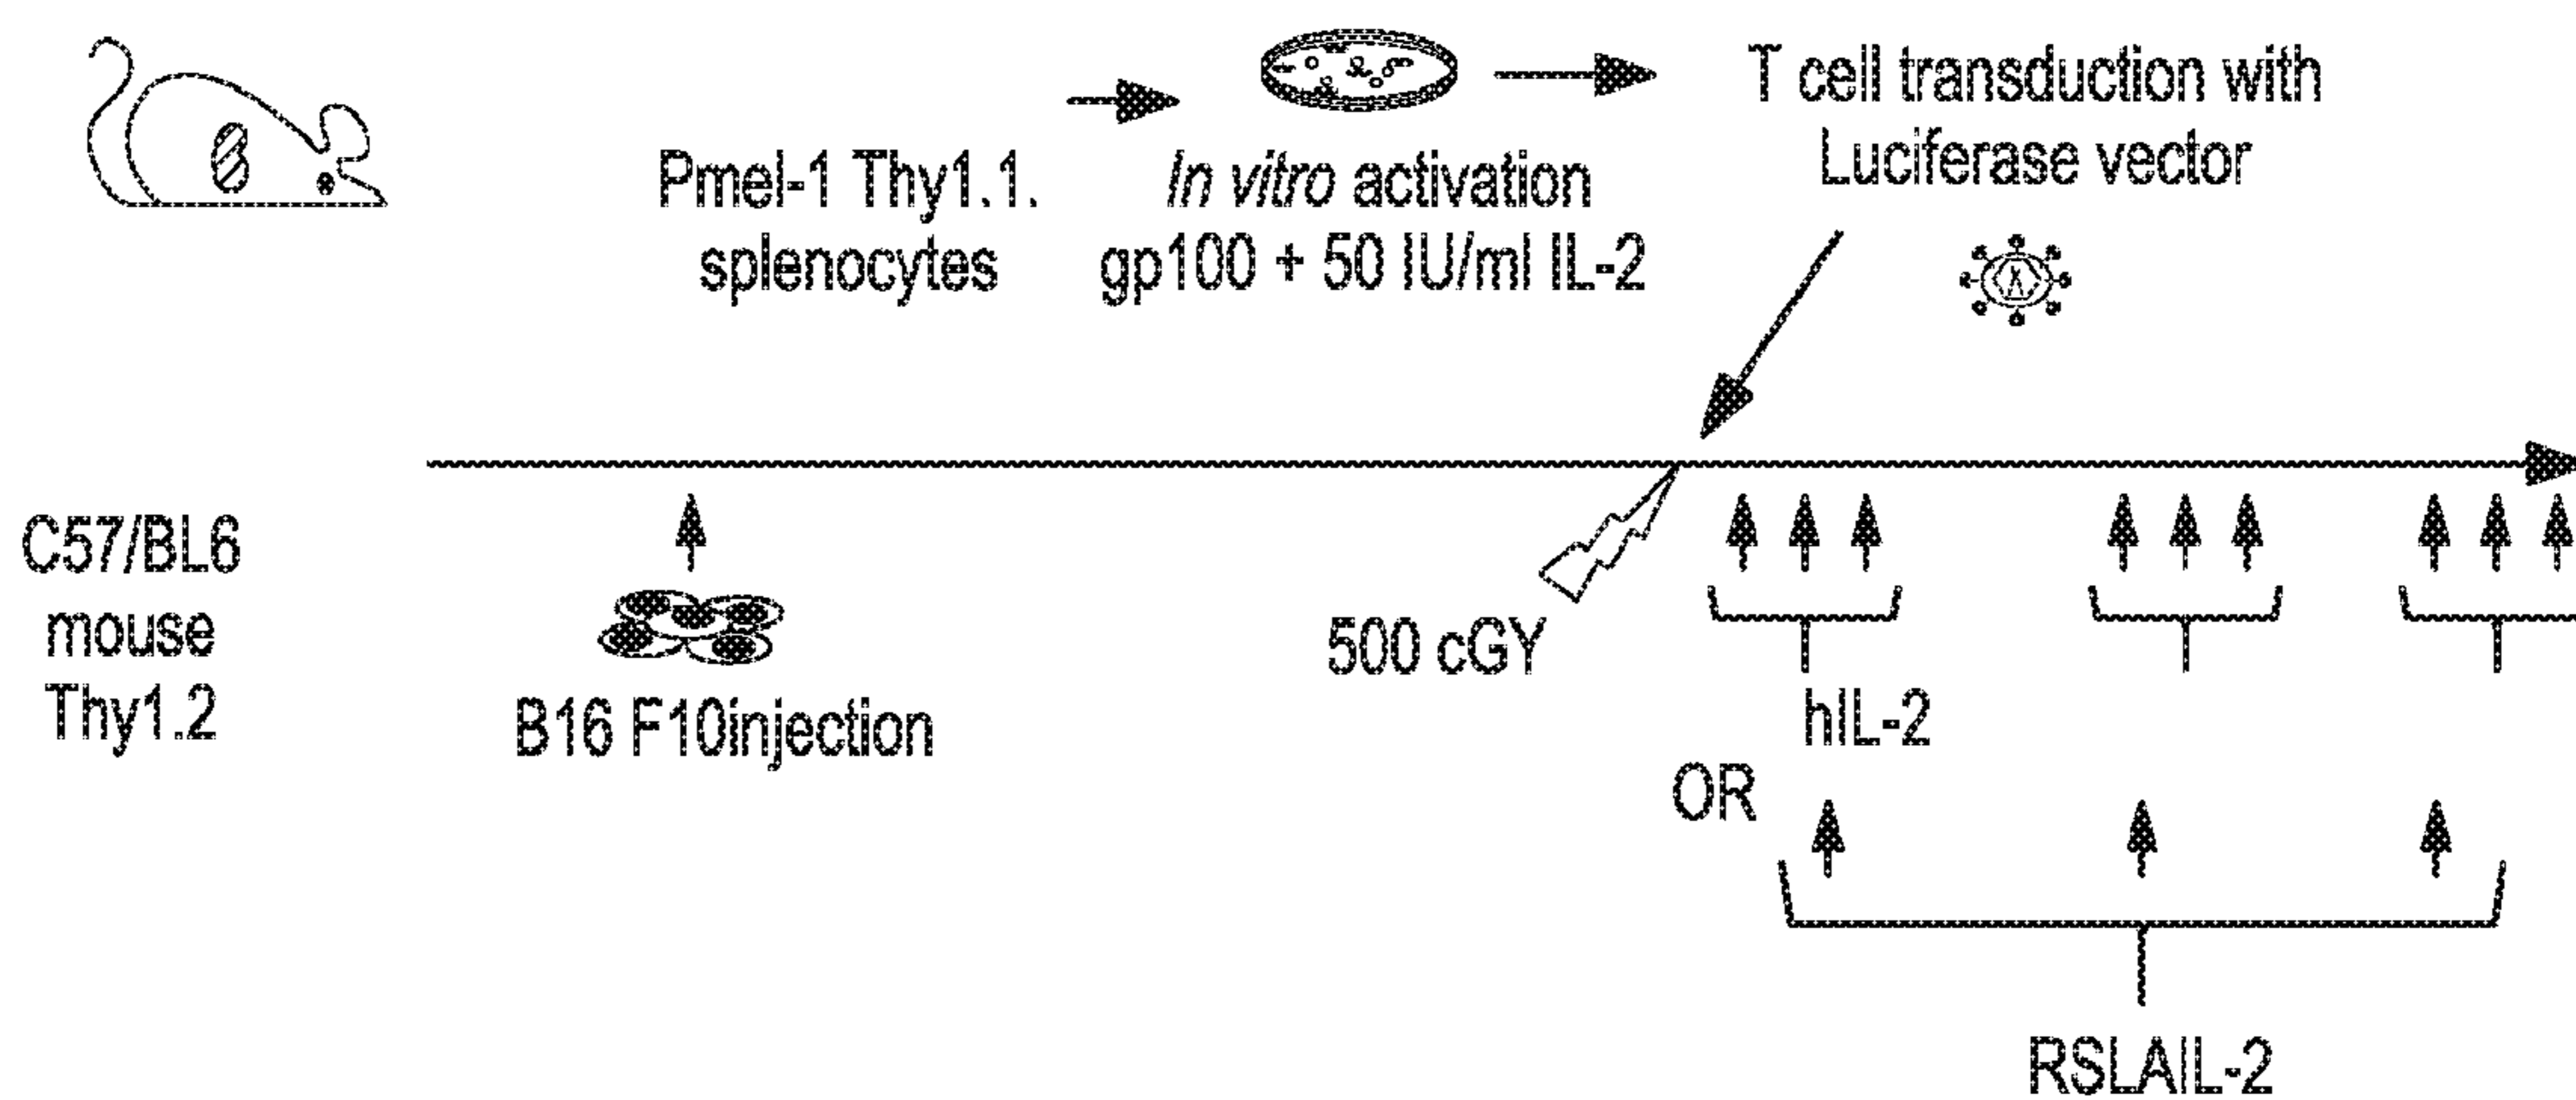 T cell transduction with
Luciferase vector
Pmel-1 Thy1.1.
splenocytes
In vitro activation
gp100 + 50 IU/ml IL-2
C57/BL6
mouse
Thy1.2
B16 F10injection
500 cGY
hIL-2
OR
RSLAIL-2